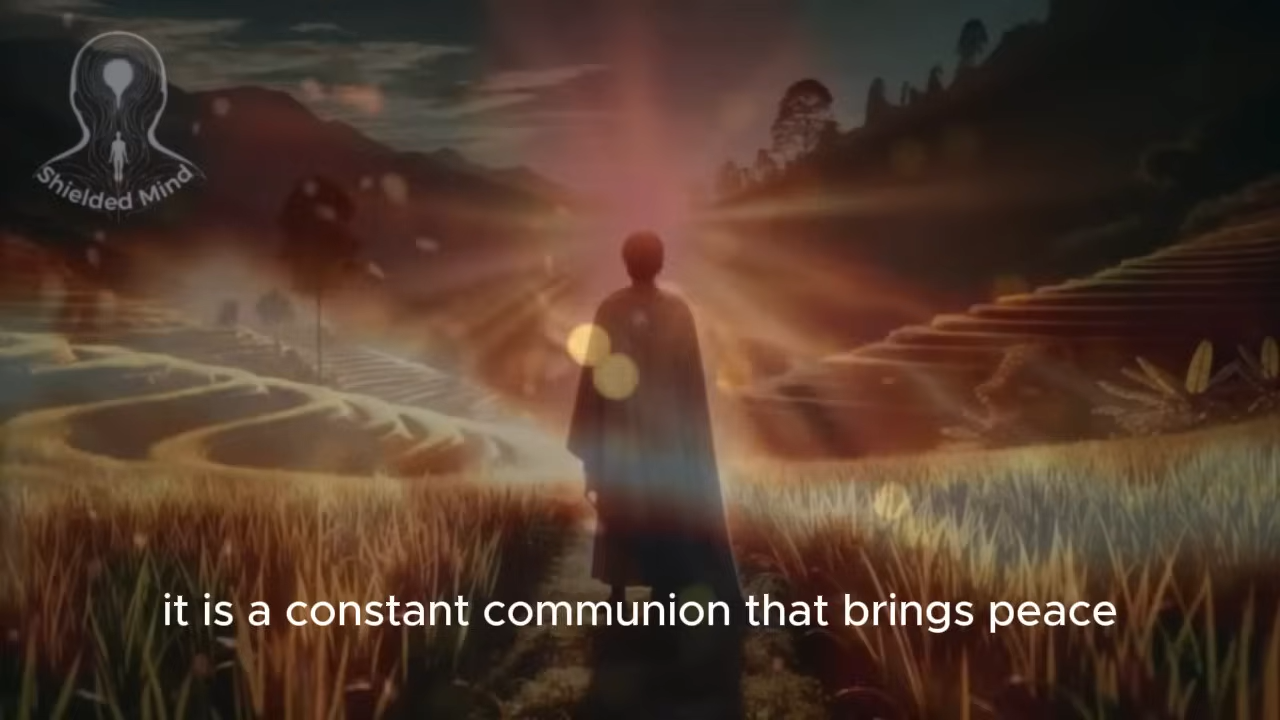 Shielded Mind
it is a constant communion that brings peace